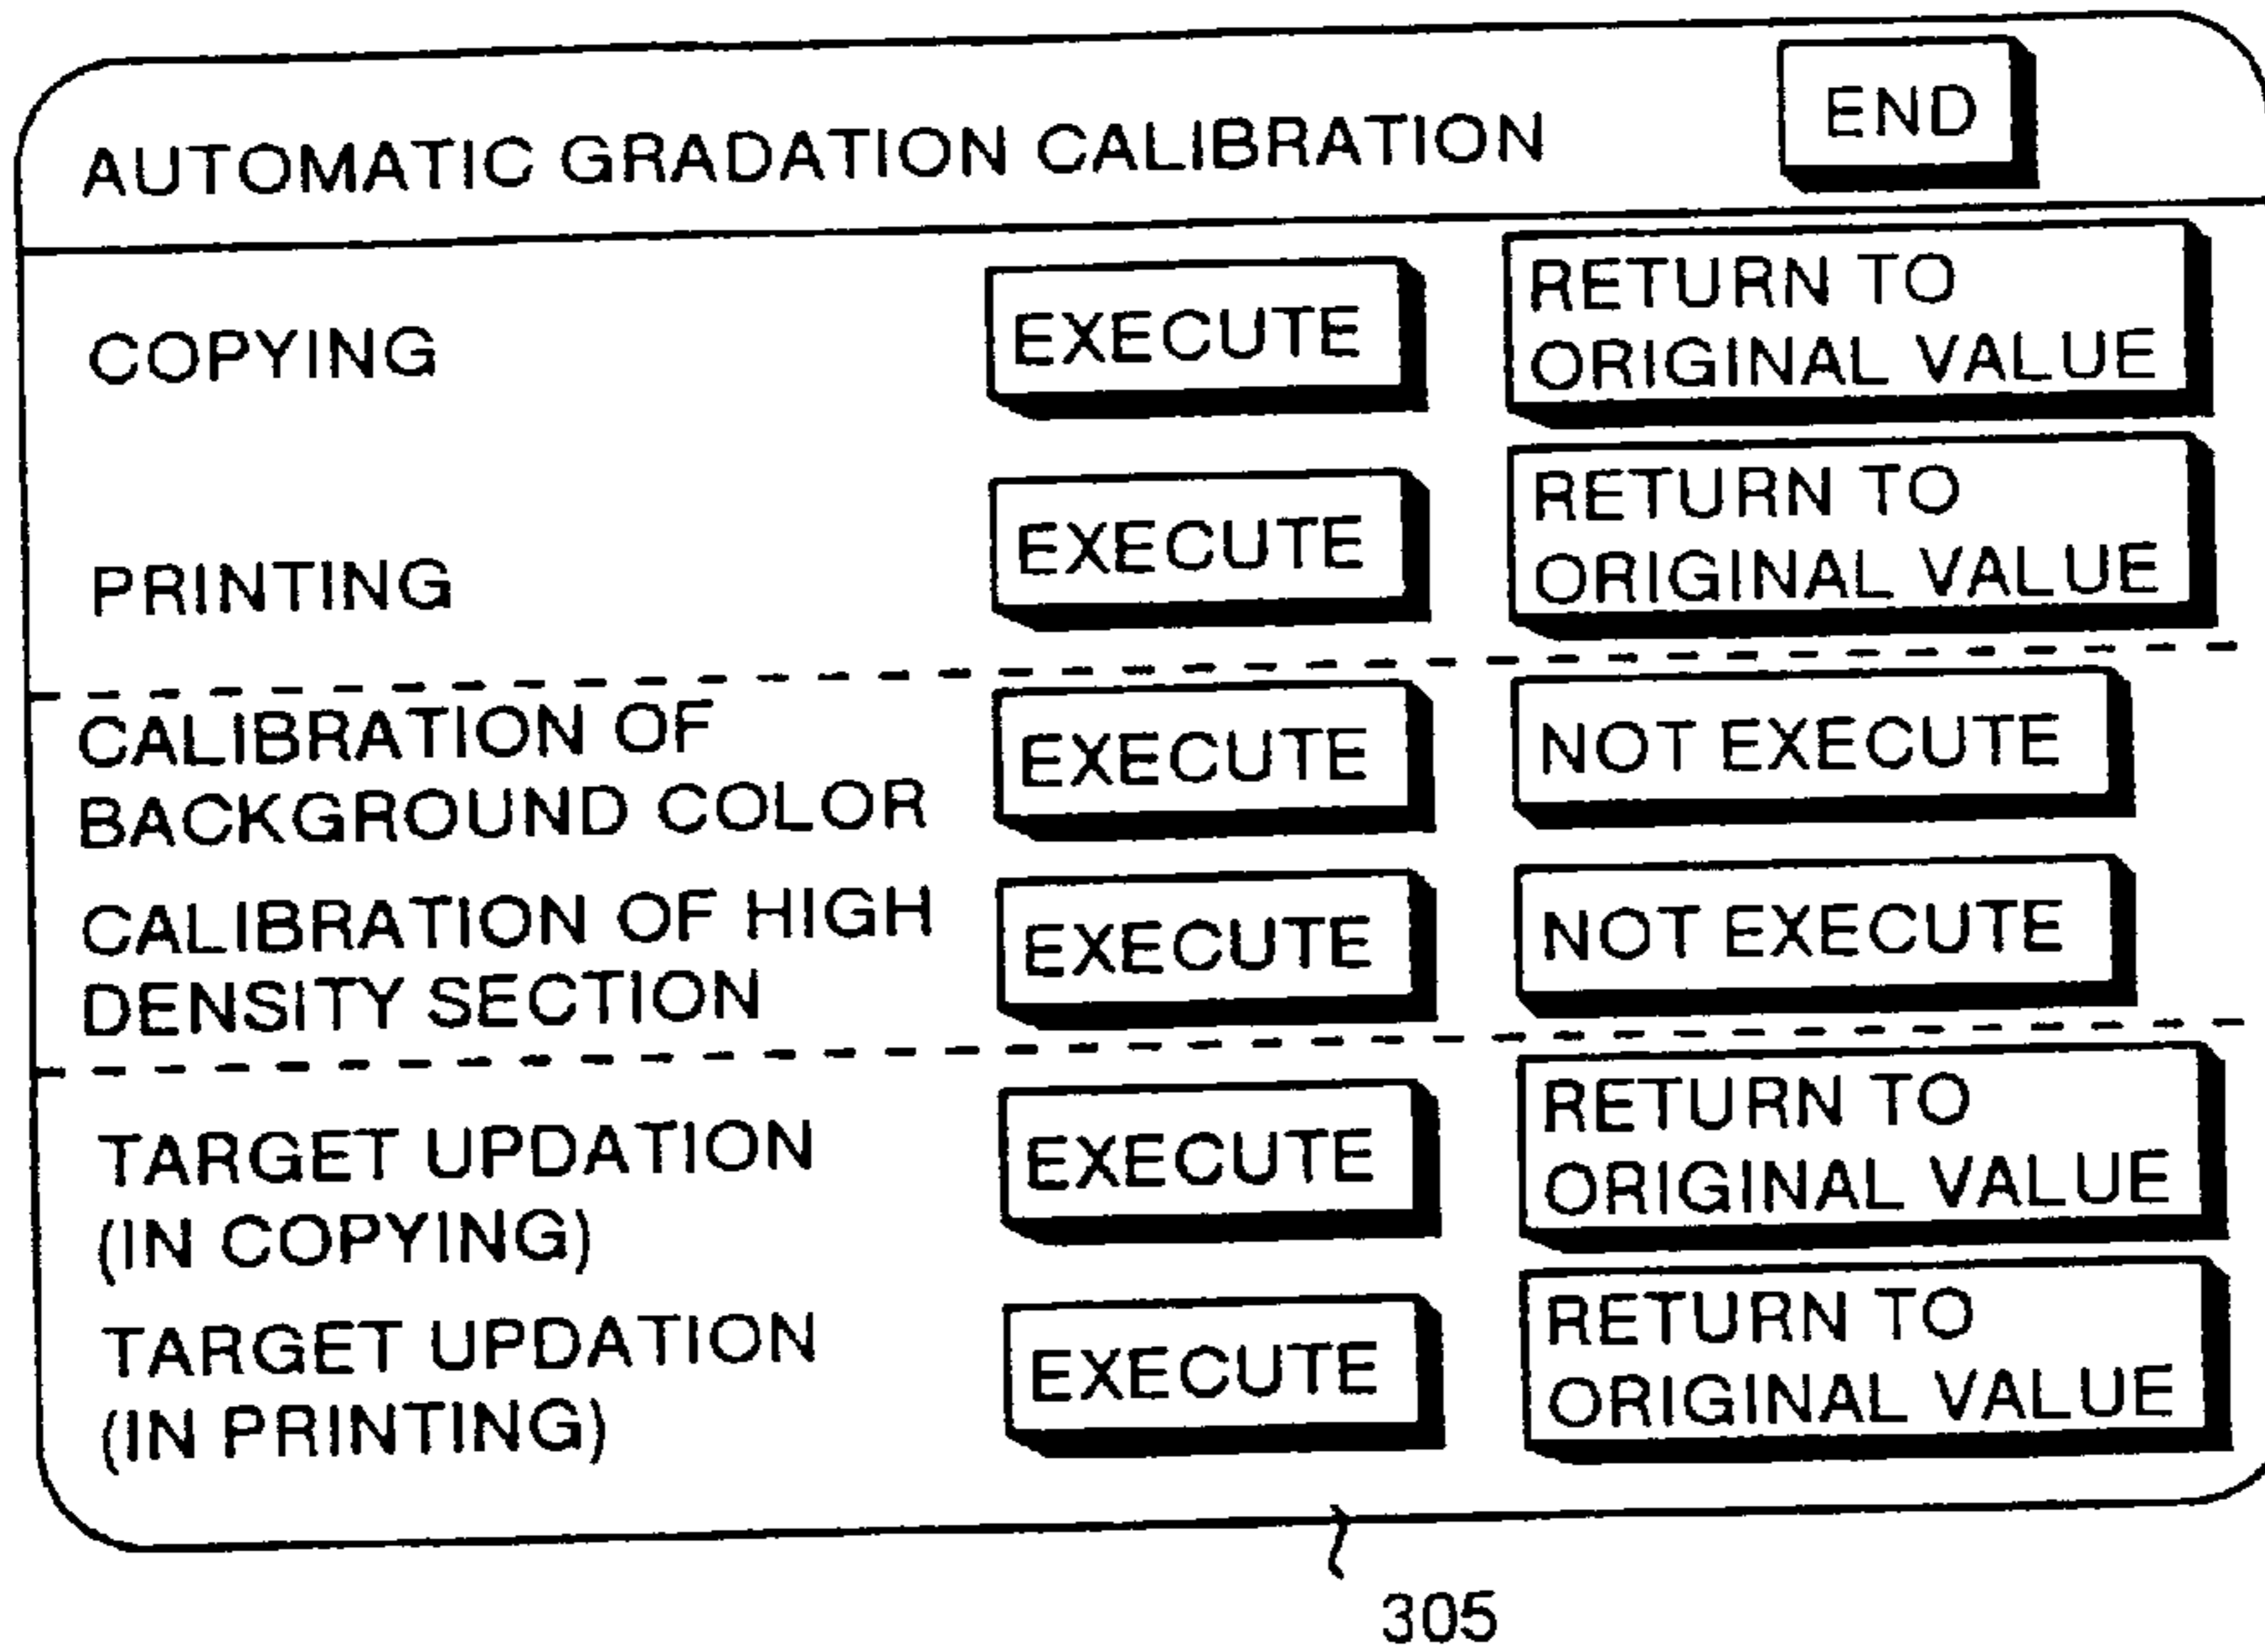 AUTOMATIC GRADATION CALIBRATION
END
COPYING
EXECUTE
RETURN TO
ORIGINAL VALUE
PRINTING
EXECUTE
RETURN TO
ORIGINAL VALUE
CALIBRATION OF
BACKGROUND COLOR
EXECUTE
NOT EXECUTE
CALIBRATION OF HIGH
DENSITY SECTION
EXECUTE
NOT EXECUTE
TARGET UPDATION
(IN COPYING)
EXECUTE
RETURN TO
ORIGINAL VALUE
TARGET UPDATION
(IN PRINTING)
EXECUTE
RETURN TO
ORIGINAL VALUE
305